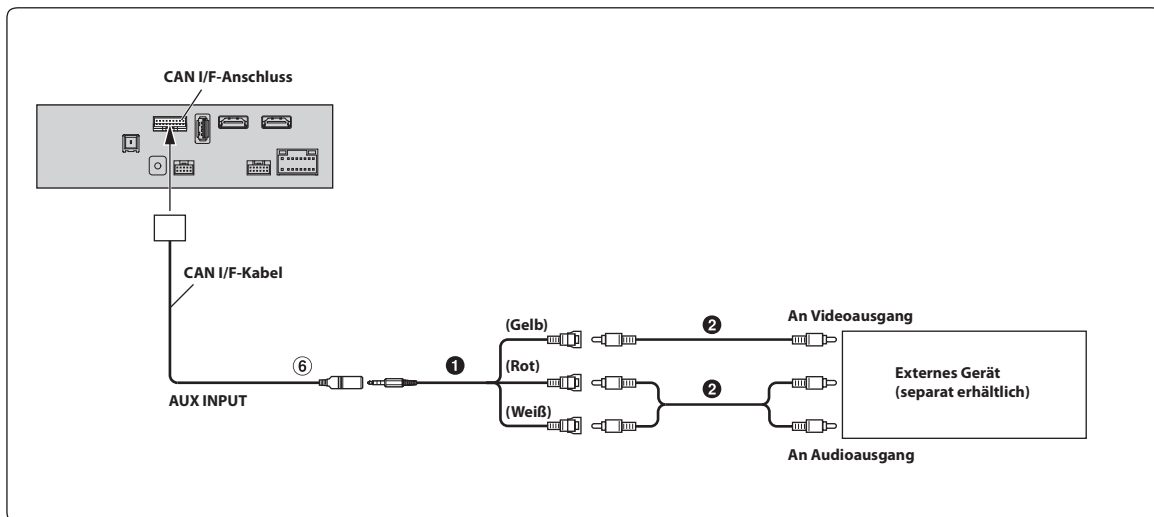 CAN I/F-Anschluss
CAN I/F-Kabel
(Gelb)
❷
An Videoausgang
⑥
❶
(Rot)
Externes Gerät
(separat erhältlich)
AUX INPUT
(Weiß)
❷
An Audioausgang